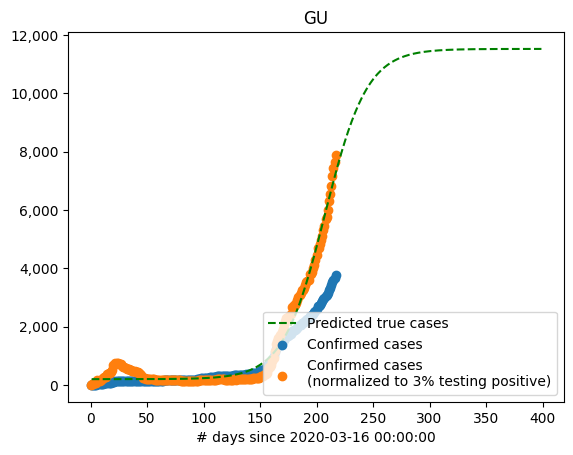 GU
12,000
10,000
8,000
6,000
4,000
2,000
0
Predicted true cases
Confirmed cases
Confirmed cases
(normalized to 3% testing positive)
0 50 100 150 200 250 300 350 400
# days since 2020-03-16 00:00:00